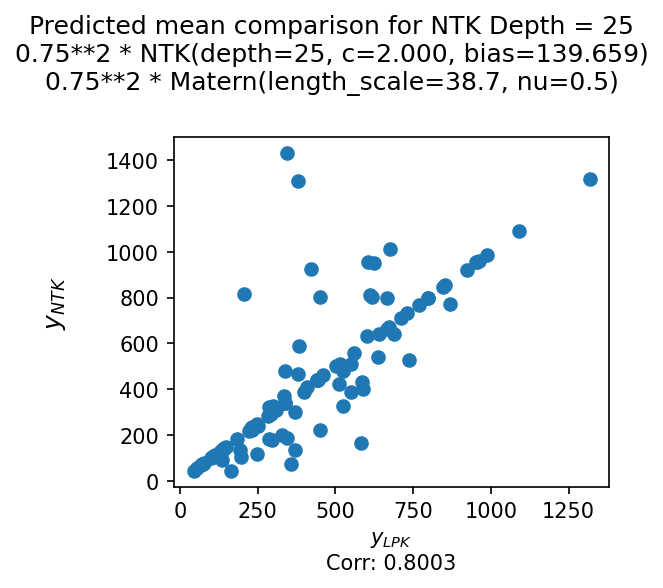 Predicted mean comparison for NTK Depth = 25
0.75**2 * NTK(depth=25, c=2.000, bias=139.659)
0.75**2 * Matern(length_scale=38.7, nu=0.5)
1400
1200
1000
800
600
400
200
0
y_NTK
0 250 500 750 1000 1250
y_LPK
Corr: 0.8003